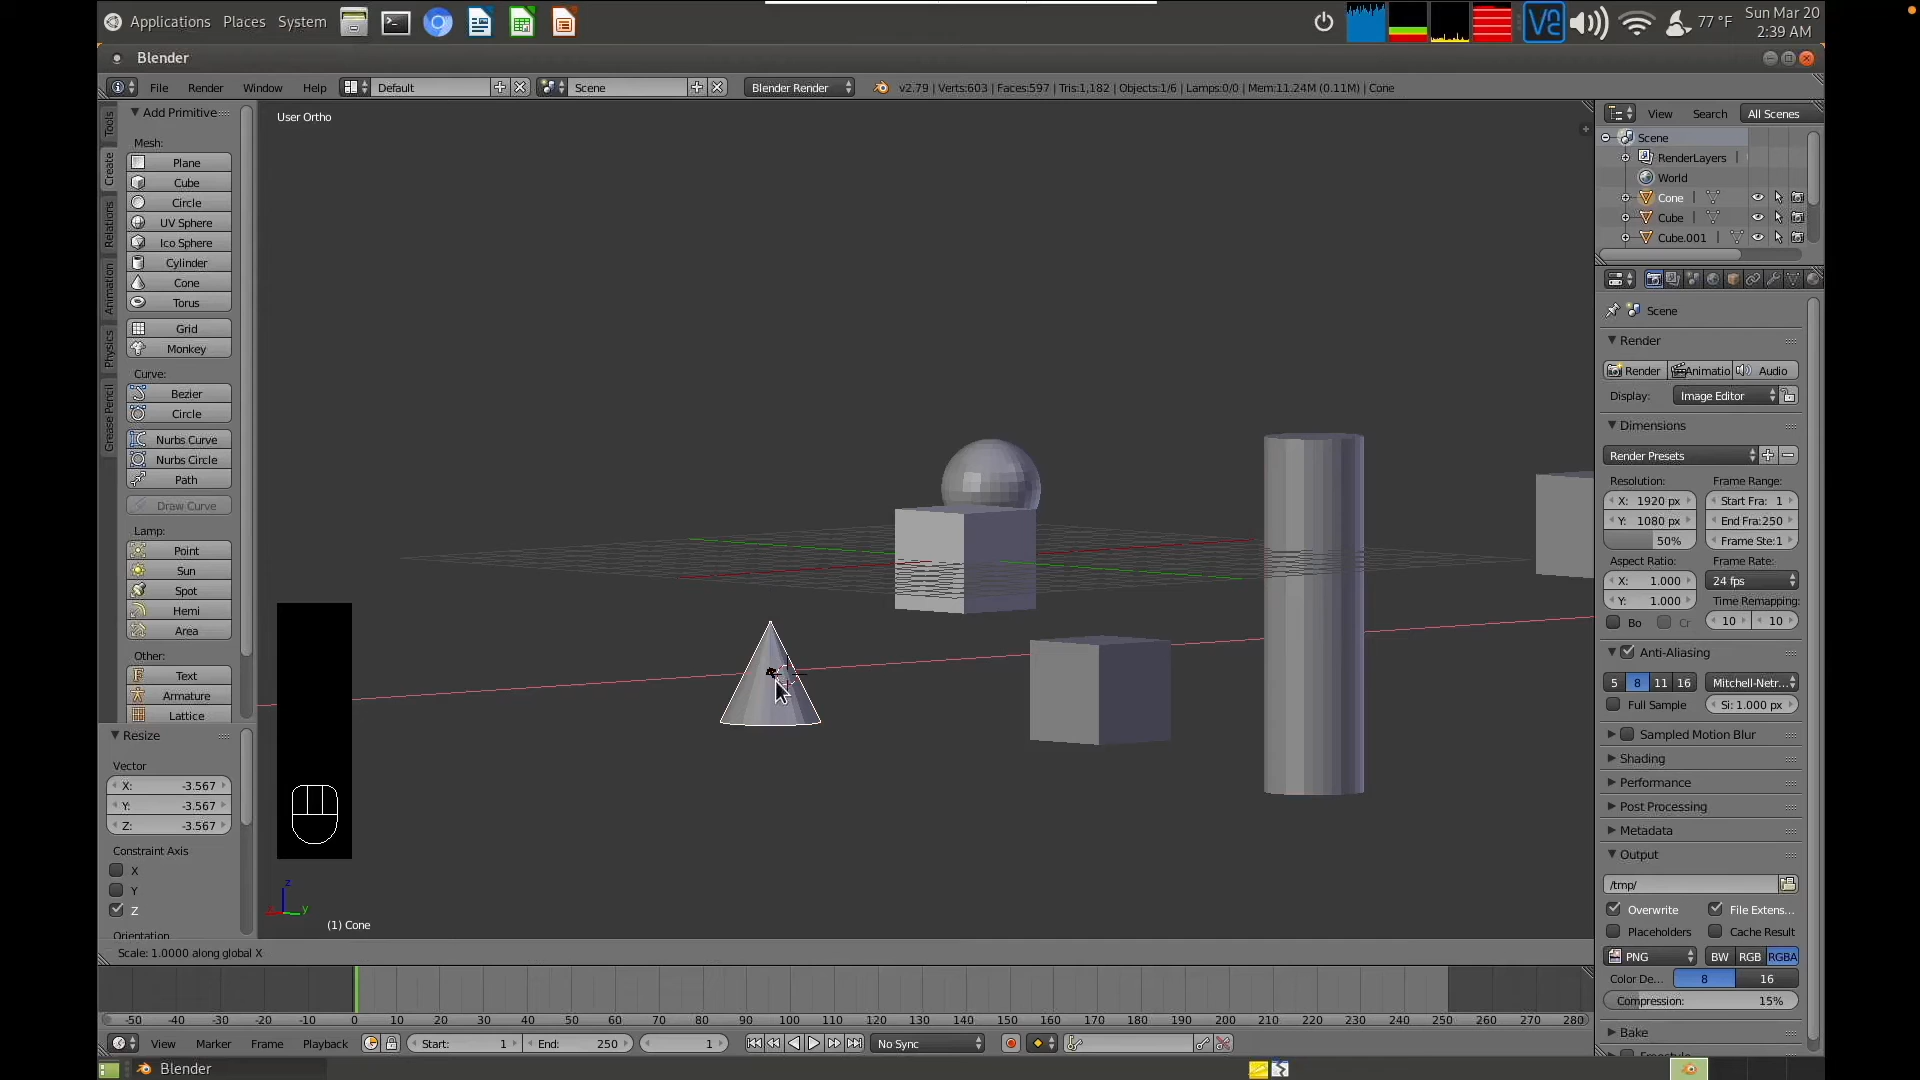 Applications Places System
77 °F
Sun Mar 20
2:39 AM
Blender
File Render Window Help
Default
Scene
Blender Render
v2.79 | Verts:603 | Faces:597 | Tris:1,182 | Objects:1/6 | Lamps:0/0 | Mem:11.24M (0.11M) | Cone
Tools
Create
Relations
Animation
Physics
Grease Pencil
Add Primitive
Mesh:
Plane
Cube
Circle
UV Sphere
Ico Sphere
Cylinder
Cone
Torus
Grid
Monkey
Curve:
Bezier
Circle
Nurbs Curve
Nurbs Circle
Path
Draw Curve
Lamp:
Point
Sun
Spot
Hemi
Area
Other:
Text
Armature
Lattice
Resize
Vector
X: -3.567
Y: -3.567
Z: -3.567
Constraint Axis
X
Y
Z
Orientation
User Ortho
z
y
(1) Cone
Scale: 1.0000 along global X
View Search All Scenes
Scene
RenderLayers
World
Cone
Cube
Cube.001
Scene
Render
Render Animatio Audio
Display: Image Editor
Dimensions
Render Presets
Resolution: Frame Range:
X: 1920 px Start Fra: 1
Y: 1080 px End Fra:250
50% Frame Ste:1
Aspect Ratio: Frame Rate:
X: 1.000 24 fps
Y: 1.000 Time Remapping:
Bo Cr 10 10
Anti-Aliasing
5 8 11 16 Mitchell-Netr...
Full Sample Si: 1.000 px
Sampled Motion Blur
Shading
Performance
Post Processing
Metadata
Output
/tmp/
Overwrite File Extens...
Placeholders Cache Result
PNG BW RGB RGBA
Color De... 8 16
Compression: 15%
Bake
-50 -40 -30 -20 -10 0 10 20 30 40 50 60 70 80 90 100 110 120 130 140 150 160 170 180 190 200 210 220 230 240 250 260 270 280
View Marker Frame Playback Start: 1 End: 250 1 No Sync
Blender